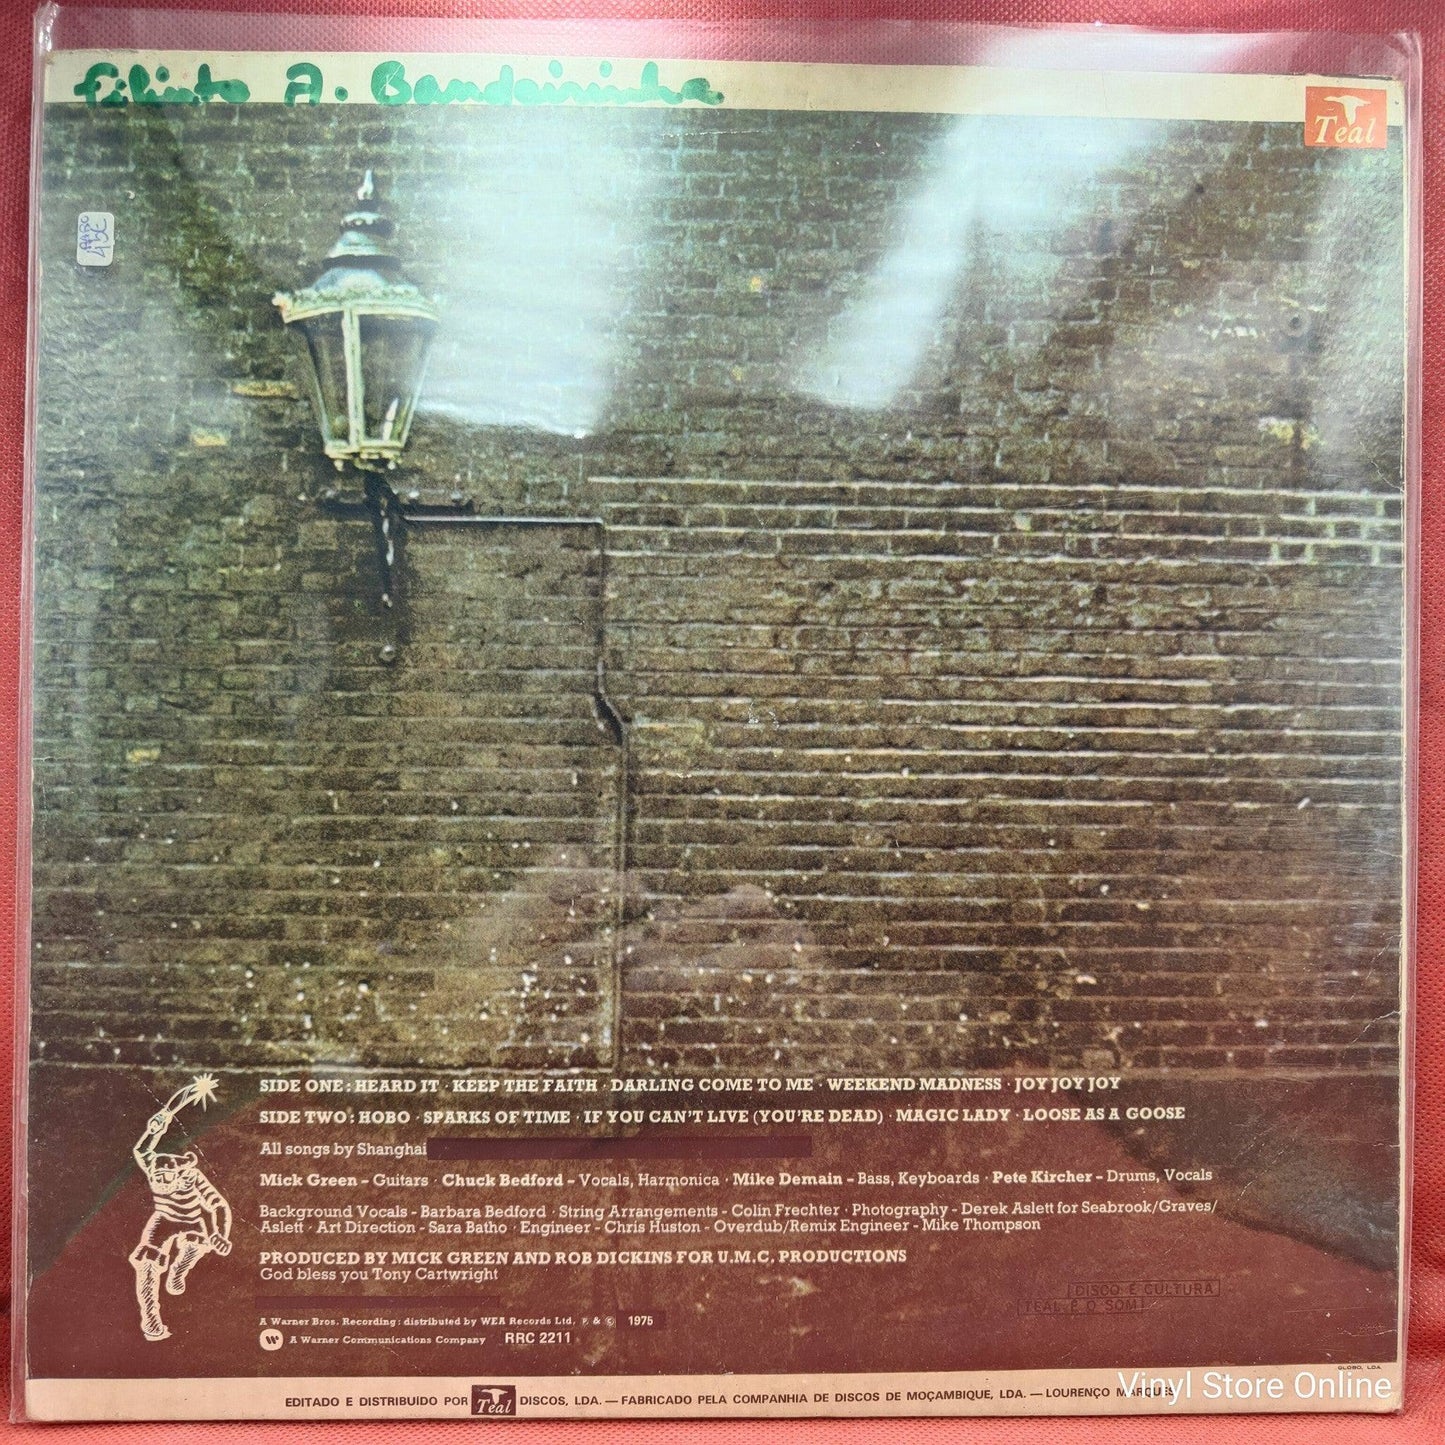 Filinto A. Bandeirinha
Teal
SIDE ONE: HEARD IT · KEEP THE FAITH · DARLING COME TO ME · WEEKEND MADNESS · JOY JOY JOY
SIDE TWO: HOBO · SPARKS OF TIME · IF YOU CAN'T LIVE (YOU'RE DEAD) · MAGIC LADY · LOOSE AS A GOOSE
All songs by Shanghai
Mick Green – Guitars · Chuck Bedford – Vocals, Harmonica · Mike Demain – Bass, Keyboards · Pete Kircher – Drums, Vocals
Background Vocals - Barbara Bedford · String Arrangements - Colin Frechter · Photography - Derek Aslett for Seabrook/Graves/
Aslett · Art Direction - Sara Batho · Engineer - Chris Huston - Overdub/Remix Engineer - Mike Thompson
PRODUCED BY MICK GREEN AND ROB DICKINS FOR U.M.C. PRODUCTIONS
God bless you Tony Cartwright
DISCO É CULTURA
TEAL É O SOM!
A Warner Bros. Recording: distributed by WEA Records Ltd. ℗ & © 1975
A Warner Communications Company RRC 2211
GLOBO, LDA.
EDITADO E DISTRIBUIDO POR Teal DISCOS, LDA. — FABRICADO PELA COMPANHIA DE DISCOS DE MOÇAMBIQUE, LDA. — LOURENÇO MARQUES
Vinyl Store Online